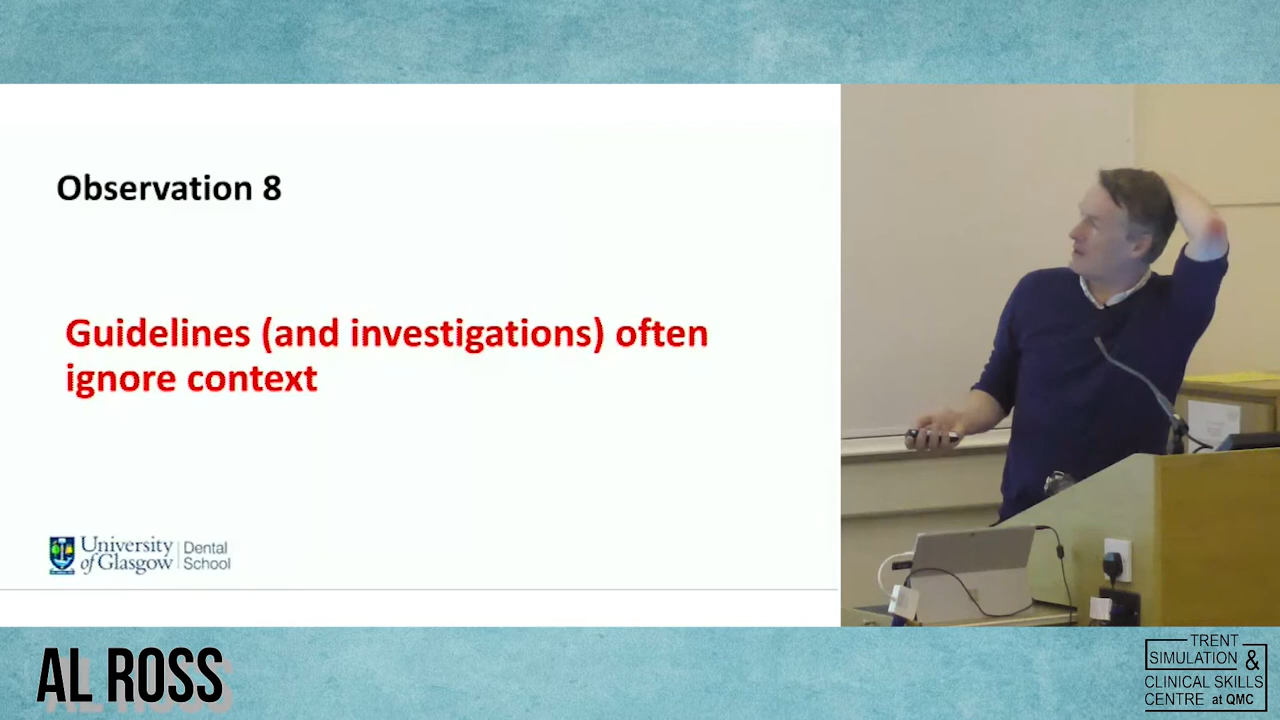 Observation 8
Guidelines (and investigations) often
ignore context
University
of Glasgow
Dental
School
AL ROSS
TRENT
SIMULATION &
CLINICAL SKILLS
CENTRE at QMC